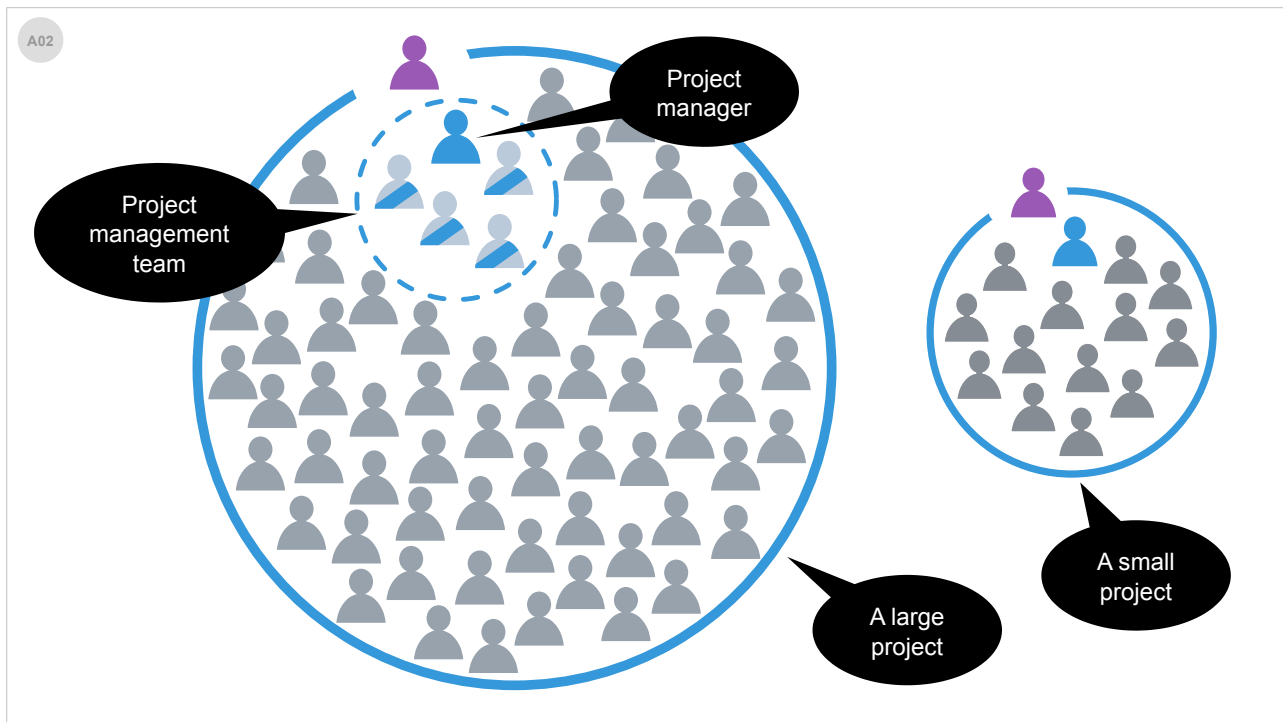 A02
Project
manager
Project
management
team
A small
project
A large
project